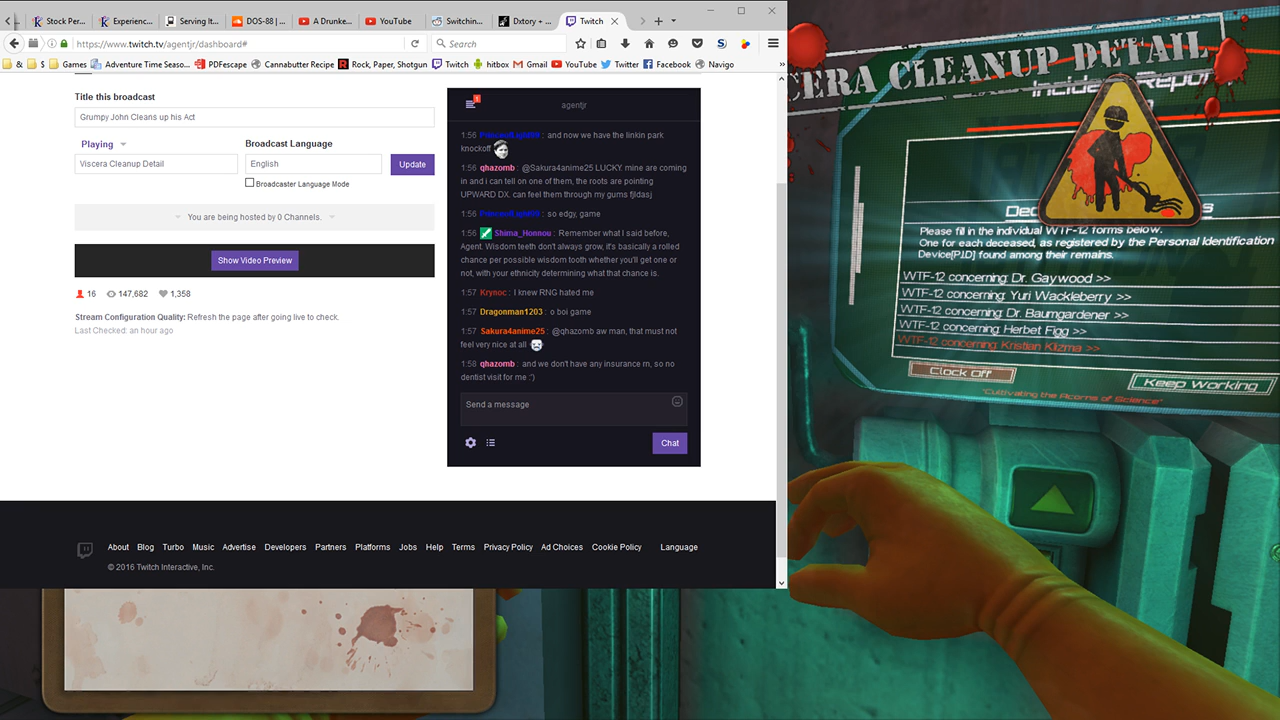 Stock Perc
Experienc
Serving It
DOS-88 |
A Drunke
YouTube
Switchin
Dxtory +
Twitch
https://www.twitch.tv/agentjr/dashboard#
Search
& $ Games Adventure Time Seaso... PDFescape Cannabutter Recipe Rock, Paper, Shotgun Twitch hitbox Gmail YouTube Twitter Facebook Navigo
Title this broadcast
Grumpy John Cleans up his Act
Playing
Broadcast Language
Viscera Cleanup Detail
English
Update
Broadcaster Language Mode
You are being hosted by 0 Channels.
Show Video Preview
16 147,682 1,358
Stream Configuration Quality: Refresh the page after going live to check.
Last Checked: an hour ago
1
agentjr
1:56 : and now we have the linkin park
knockoff
1:56 qhazomb : @Sakura4anime25 LUCKY. mine are coming
in and i can tell on one of them, the roots are pointing
UPWARD DX. can feel them through my gums fjldasj
1:56 : so edgy, game
1:56 Shima_Honnou : Remember what I said before,
Agent. Wisdom teeth don't always grow, it's basically a rolled
chance per possible wisdom tooth whether you'll get one or
not, with your ethnicity determining what that chance is.
1:57 Krynoc : I knew RNG hated me
1:57 Dragonman1203 : o boi game
1:57 Sakura4anime25 : @qhazomb aw man, that must not
feel very nice at all
1:58 qhazomb : and we don't have any insurance rn, so no
dentist visit for me :')
Send a message
Chat
About Blog Turbo Music Advertise Developers Partners Platforms Jobs Help Terms Privacy Policy Ad Choices Cookie Policy Language
© 2016 Twitch Interactive, Inc.
CERA CLEANUP DETAIL
Incident Report
Please fill in the individual WTF-12 forms below.
One for each deceased, as registered by the Personal Identification
Device[P.I.D] found among their remains.
WTF-12 concerning: Dr. Gaywood >>
WTF-12 concerning: Yuri Wackleberry >>
WTF-12 concerning: Dr. Baumgardener >>
WTF-12 concerning: Herbet Figg >>
WTF-12 concerning: Kristian Klizma >>
Clock Off
Keep Working
"Cultivating the Acorns of Science"